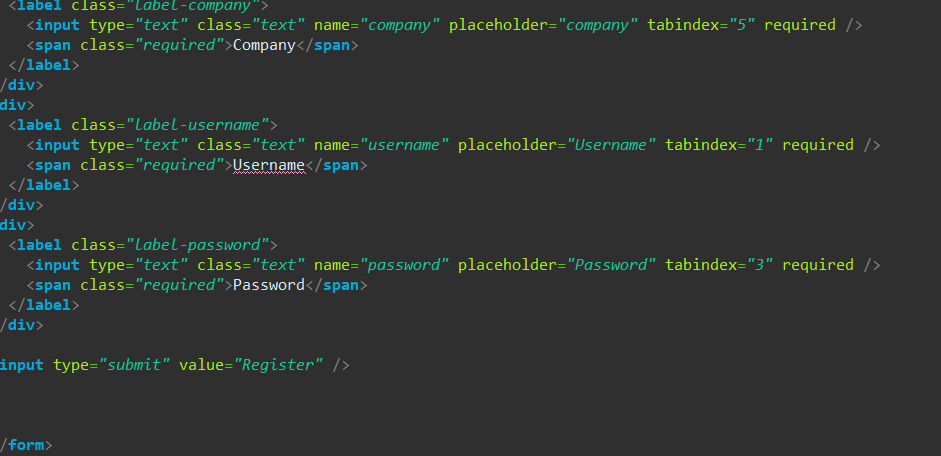 <label class="label-company">
<input type="text" class="text" name="company" placeholder="company" tabindex="5" required />
<span class="required">Company</span>
</label>
/div>
div>
<label class="label-username">
<input type="text" class="text" name="username" placeholder="Username" tabindex="1" required />
<span class="required">Username</span>
</label>
/div>
div>
<label class="label-password">
<input type="text" class="text" name="password" placeholder="Password" tabindex="3" required />
<span class="required">Password</span>
</label>
/div>
input type="submit" value="Register" />
/form>